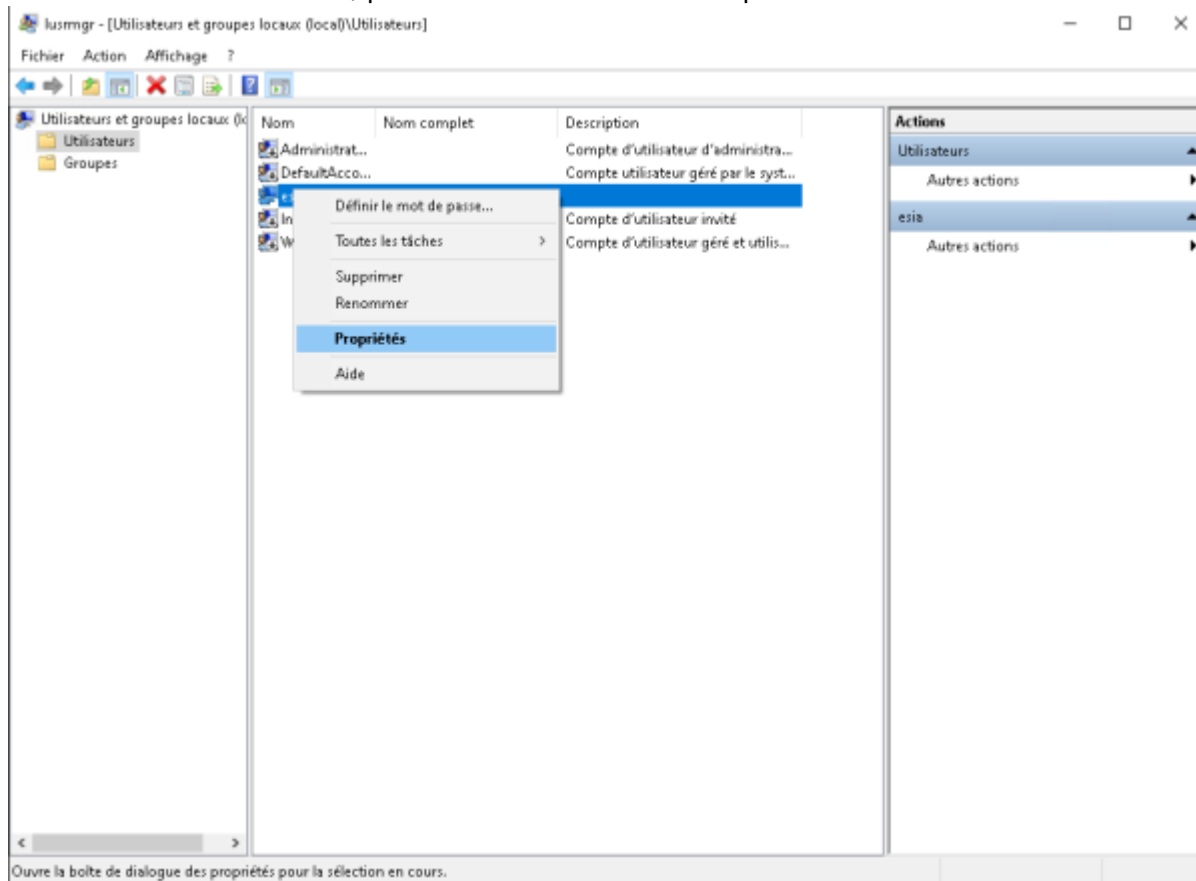 lusrmgr - [Utilisateurs et groupes locaux (local)\Utilisateurs]
Fichier Action Affichage ?
Utilisateurs et groupes locaux (lo
Utilisateurs
Groupes
Nom Nom complet Description
Administrat... Compte d'utilisateur d'administra...
DefaultAcco... Compte utilisateur géré par le syst...
es
In Compte d'utilisateur invité
W Compte d'utilisateur géré et utilis...
Définir le mot de passe...
Toutes les tâches >
Supprimer
Renommer
Propriétés
Aide
Actions
Utilisateurs
Autres actions
esia
Autres actions
Ouvre la boîte de dialogue des propriétés pour la sélection en cours.